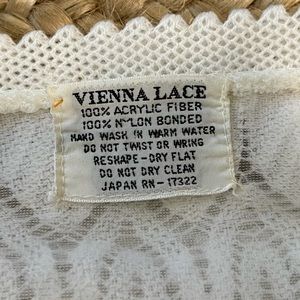 VIENNA LACE
100% ACRYLIC FIBER
100% NYLON BONDED
HAND WASH IN WARM WATER
DO NOT TWIST OR WRING
RESHAPE-DRY FLAT
DO NOT DRY CLEAN
JAPAN RN-17322